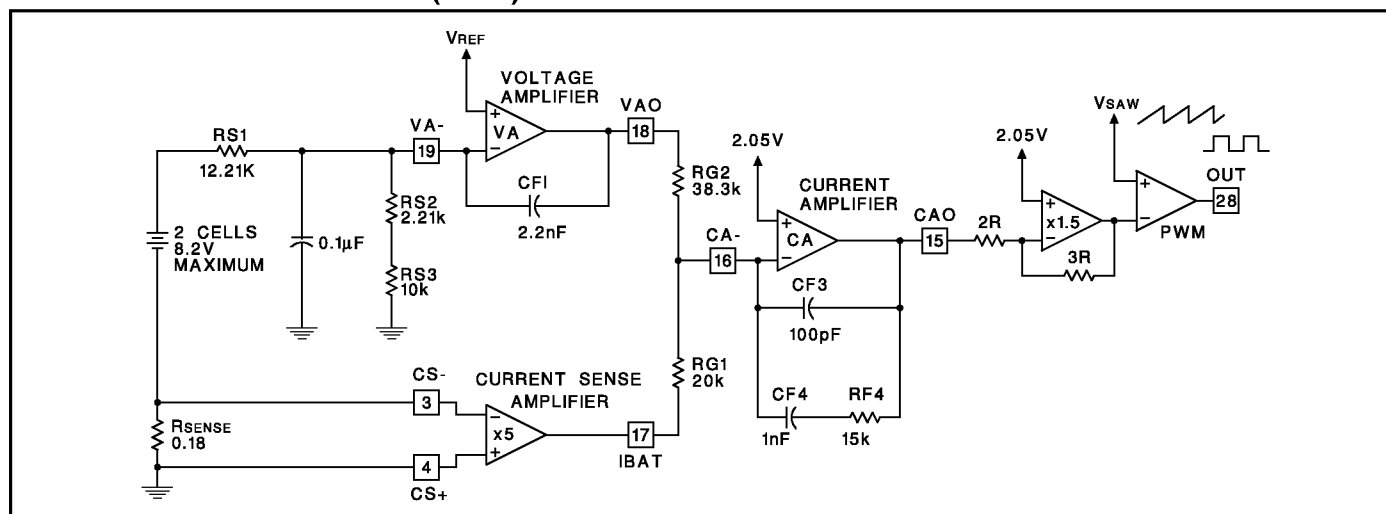 VREF
VOLTAGE
AMPLIFIER
VAO
18
VA-
19
+
VA
−
RS1
12.21K
CF1
2.2nF
RS2
2.21k
RS3
10k
0.1µF
2 CELLS
8.2V
MAXIMUM
RG2
38.3k
RG1
20k
CA-
16
2.05V
CURRENT
AMPLIFIER
+
CA
−
CAO
15
CF3
100pF
CF4
1nF
RF4
15k
2R
2.05V
+
x1.5
−
3R
VSAW
+
−
PWM
OUT
28
CS-
3
CURRENT SENSE
AMPLIFIER
−
x5
+
17
IBAT
RSENSE
0.18
4
CS+